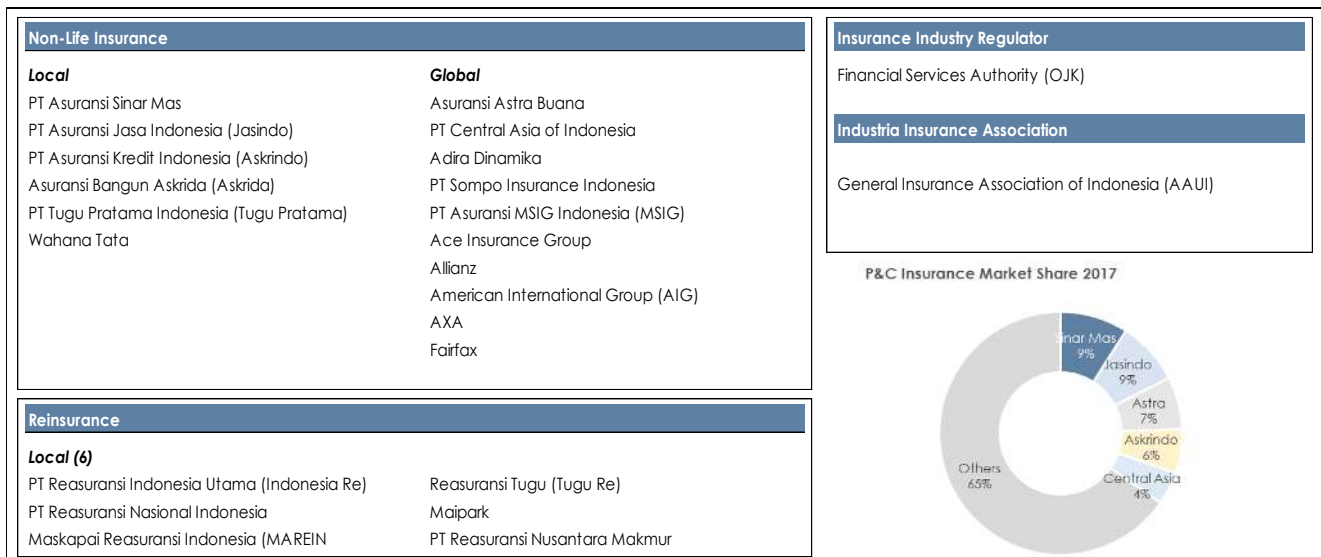 Non-Life Insurance
Local
PT Asuransi Sinar Mas
PT Asuransi Jasa Indonesia (Jasindo)
PT Asuransi Kredit Indonesia (Askrindo)
Asuransi Bangun Askrida (Askrida)
PT Tugu Pratama Indonesia (Tugu Pratama)
Wahana Tata
Global
Asuransi Astra Buana
PT Central Asia of Indonesia
Adira Dinamika
PT Sompo Insurance Indonesia
PT Asuransi MSIG Indonesia (MSIG)
Ace Insurance Group
Allianz
American International Group (AIG)
AXA
Fairfax
Reinsurance
Local (6)
PT Reasuransi Indonesia Utama (Indonesia Re)
PT Reasuransi Nasional Indonesia
Maskapai Reasuransi Indonesia (MAREIN
Reasuransi Tugu (Tugu Re)
Maipark
PT Reasuransi Nusantara Makmur
Insurance Industry Regulator
Financial Services Authority (OJK)
Industria Insurance Association
General Insurance Association of Indonesia (AAUI)
P&C Insurance Market Share 2017
Sinar Mas
9%
Jasindo
9%
Astra
7%
Askrindo
6%
Central Asia
4%
Others
65%